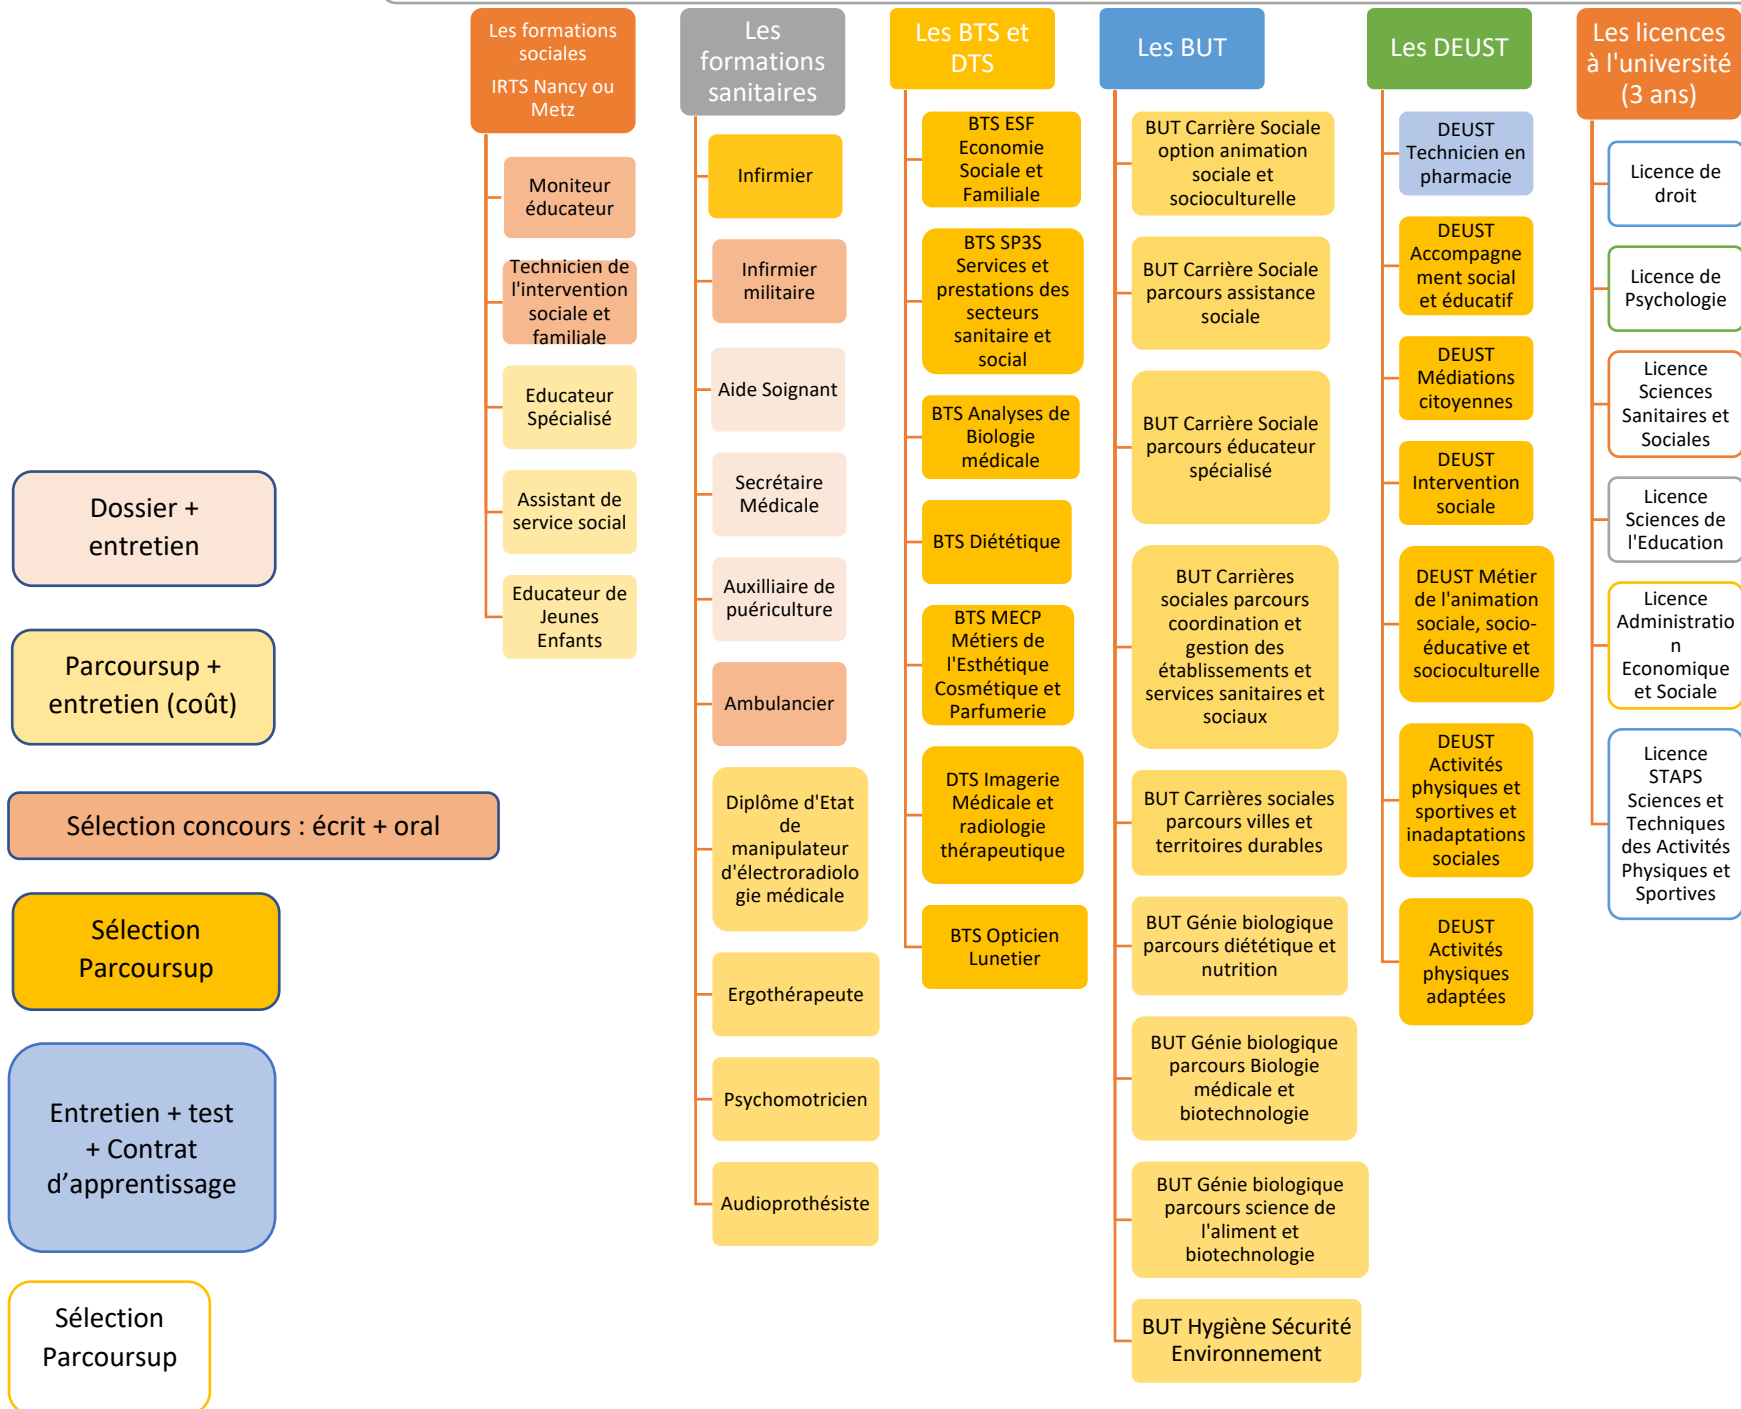 Les formations
sociales
IRTS Nancy ou
Metz
Moniteur
éducateur
Technicien de
l'intervention
sociale et
familiale
Educateur
Spécialisé
Assistant de
service social
Educateur de
Jeunes
Enfants
Les
formations
sanitaires
Infirmier
Infirmier
militaire
Aide Soignant
Secrétaire
Médicale
Auxilliaire de
puériculture
Ambulancier
Diplôme d'Etat
de
manipulateur
d'électroradiolo
gie médicale
Ergothérapeute
Psychomotricien
Audioprothésiste
Les BTS et
DTS
BTS ESF
Economie
Sociale et
Familiale
BTS SP3S
Services et
prestations des
secteurs
sanitaire et
social
BTS Analyses de
Biologie
médicale
BTS Diététique
BTS MECP
Métiers de
l'Esthétique
Cosmétique et
Parfumerie
DTS Imagerie
Médicale et
radiologie
thérapeutique
BTS Opticien
Lunetier
Les BUT
BUT Carrière Sociale
option animation
sociale et
socioculturelle
BUT Carrière Sociale
parcours assistance
sociale
BUT Carrière Sociale
parcours éducateur
spécialisé
BUT Carrières
sociales parcours
coordination et
gestion des
établissements et
services sanitaires et
sociaux
BUT Carrières sociales
parcours villes et
territoires durables
BUT Génie biologique
parcours diététique et
nutrition
BUT Génie biologique
parcours Biologie
médicale et
biotechnologie
BUT Génie biologique
parcours science de
l'aliment et
biotechnologie
BUT Hygiène Sécurité
Environnement
Les DEUST
DEUST
Technicien en
pharmacie
DEUST
Accompagne
ment social
et éducatif
DEUST
Médiations
citoyennes
DEUST
Intervention
sociale
DEUST Métier
de l'animation
sociale, socio-
éducative et
socioculturelle
DEUST
Activités
physiques et
sportives et
inadaptations
sociales
DEUST
Activités
physiques
adaptées
Les licences
à l'université
(3 ans)
Licence de
droit
Licence de
Psychologie
Licence
Sciences
Sanitaires et
Sociales
Licence
Sciences de
l'Education
Licence
Administratio
n
Economique
et Sociale
Licence
STAPS
Sciences et
Techniques
des Activités
Physiques et
Sportives
Dossier +
entretien
Parcoursup +
entretien (coût)
Sélection concours : écrit + oral
Sélection
Parcoursup
Entretien + test
+ Contrat
d’apprentissage
Sélection
Parcoursup